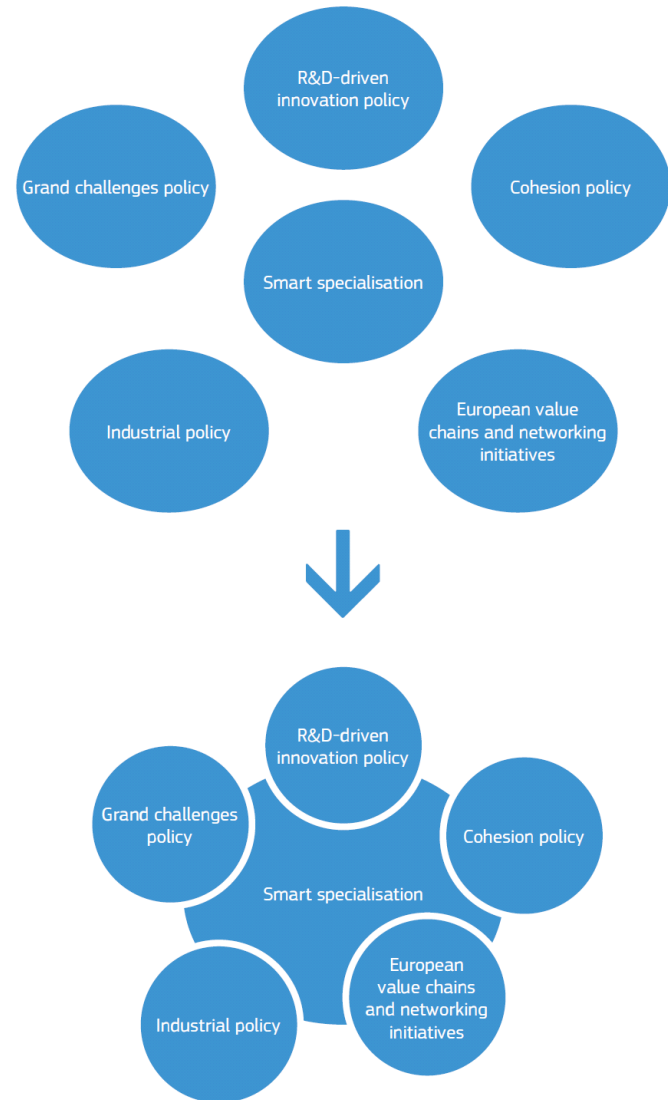 R&D-driven
innovation policy
Grand challenges policy
Cohesion policy
Smart specialisation
Industrial policy
European value
chains and networking
initiatives
R&D-driven
innovation policy
Grand challenges
policy
Cohesion policy
Smart specialisation
Industrial policy
European
value chains
and networking
initiatives